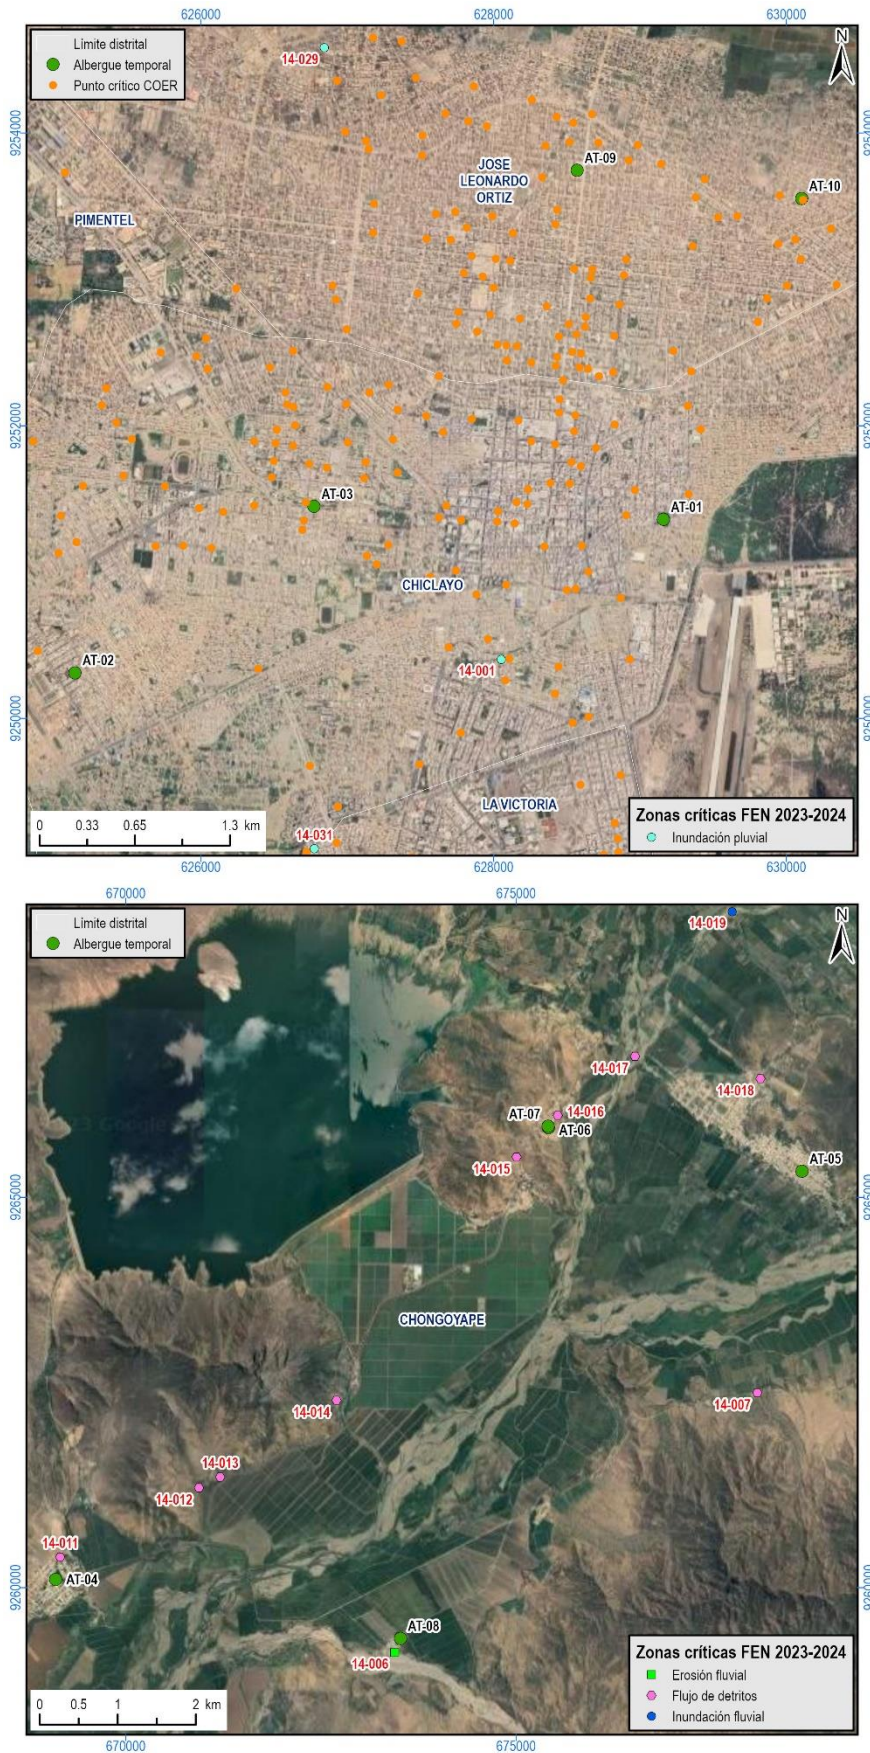 626000
628000
630000
Límite distrital
Albergue temporal
Punto crítico COER
N
14-029
9254000
9254000
JOSE
LEONARDO
ORTIZ
AT-09
AT-10
PIMENTEL
9252000
9252000
AT-03
AT-01
CHICLAYO
AT-02
14-001
9250000
9250000
LA VICTORIA
0 0.33 0.65 1.3 km
14-031
Zonas críticas FEN 2023-2024
Inundación pluvial
626000
628000
630000
670000
675000
Límite distrital
Albergue temporal
N
14-019
14-017
14-018
AT-07
14-016
AT-06
14-015
AT-05
9265000
9265000
CHONGOYAPE
14-014
14-007
14-013
14-012
14-011
AT-04
9260000
9260000
AT-08
14-006
0 0.5 1 2 km
Zonas críticas FEN 2023-2024
Erosión fluvial
Flujo de detritos
Inundación fluvial
670000
675000